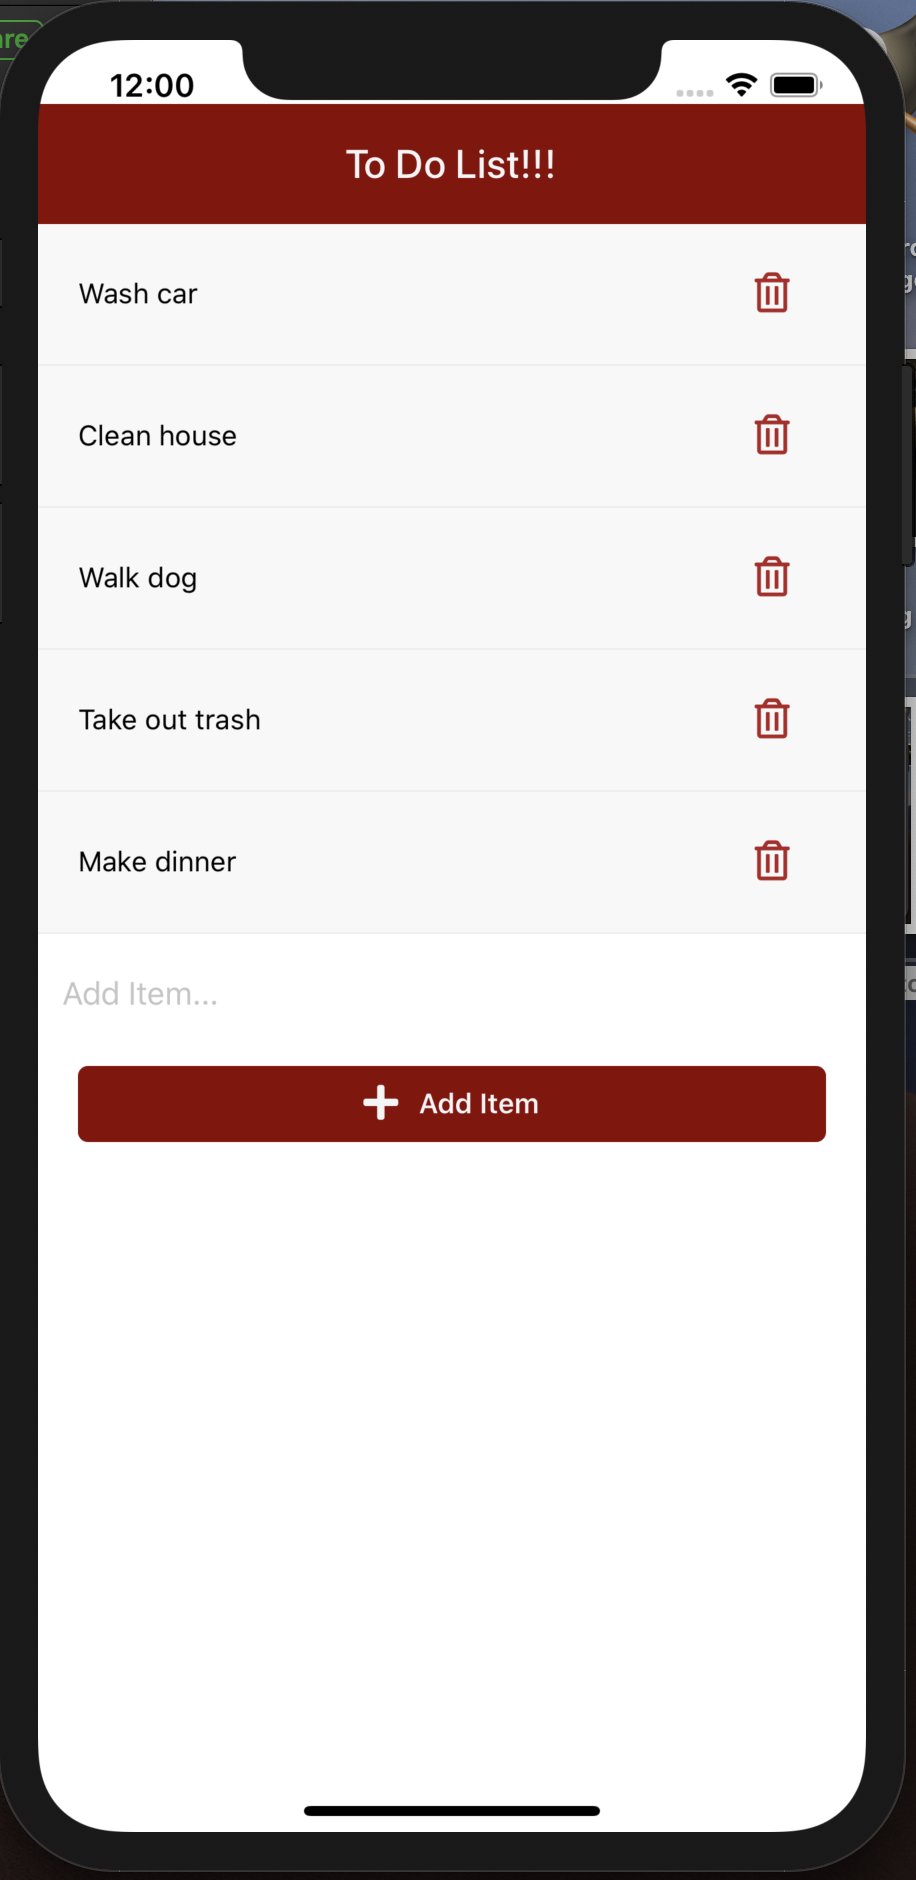 12:00
To Do List!!!
Wash car
Clean house
Walk dog
Take out trash
Make dinner
Add Item...
Add Item